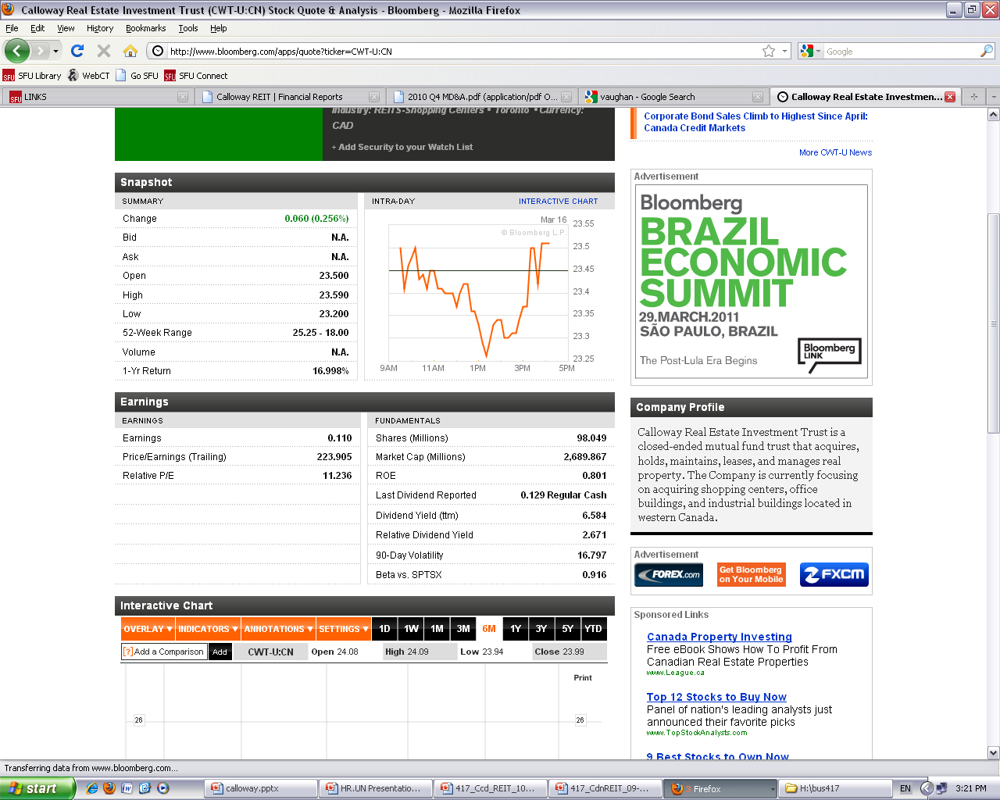 Calloway Real Estate Investment Trust (CWT-U:CN) Stock Quote & Analysis - Bloomberg - Mozilla Firefox
File Edit View History Bookmarks Tools Help
http://www.bloomberg.com/apps/quote?ticker=CWT-U:CN
Google
SFU SFU Library WebCT Go SFU SFU SFU Connect
SFU LINKS
Calloway REIT | Financial Reports
2010 Q4 MD&A.pdf (application/pdf O...
vaughan - Google Search
Calloway Real Estate Investmen...
Industry: REITS-Shopping Centers • Toronto • Currency:
CAD
+ Add Security to your Watch List
Snapshot
SUMMARY
Change 0.060 (0.256%)
Bid N.A.
Ask N.A.
Open 23.500
High 23.590
Low 23.200
52-Week Range 25.25 - 18.00
Volume N.A.
1-Yr Return 16.998%
INTRA-DAY INTERACTIVE CHART
Mar 16
© Bloomberg L.P.
23.55
23.5
23.45
23.4
23.35
23.3
23.25
9AM 11AM 1PM 3PM 5PM
Earnings
EARNINGS
Earnings 0.110
Price/Earnings (Trailing) 223.905
Relative P/E 11.236
FUNDAMENTALS
Shares (Millions) 98.049
Market Cap (Millions) 2,689.867
ROE 0.801
Last Dividend Reported 0.129 Regular Cash
Dividend Yield (ttm) 6.584
Relative Dividend Yield 2.671
90-Day Volatility 16.797
Beta vs. SPTSX 0.916
Interactive Chart
OVERLAY ▼ INDICATORS ▼ ANNOTATIONS ▼ SETTINGS ▼ 1D 1W 1M 3M 6M 1Y 3Y 5Y YTD
[?] Add a Comparison Add CWT-U:CN Open 24.08 High 24.09 Low 23.94 Close 23.99
Print
26 26
Corporate Bond Sales Climb to Highest Since April:
Canada Credit Markets
More CWT-U News
Advertisement
Bloomberg
BRAZIL
ECONOMIC
SUMMIT
29.MARCH.2011
SÃO PAULO, BRAZIL
The Post-Lula Era Begins
Bloomberg
LINK
Company Profile
Calloway Real Estate Investment Trust is a
closed-ended mutual fund trust that acquires,
holds, maintains, leases, and manages real
property. The Company is currently focusing
on acquiring shopping centers, office
buildings, and industrial buildings located in
western Canada.
Advertisement
FOREX.com
Get Bloomberg
on Your Mobile
FXCM
Sponsored Links
Canada Property Investing
Free eBook Shows How To Profit From
Canadian Real Estate Properties
www.League.ca
Top 12 Stocks to Buy Now
Panel of nation's leading analysts just
announced their favorite picks
www.TopStockAnalysts.com
9 Best Stocks to Own Now
Transferring data from www.bloomberg.com...
start
calloway.pptx
HR.UN Presentatio...
417_Ccd_REIT_10...
417_CdnREIT_09-...
3 Firefox
H:\bus417
EN
3:21 PM